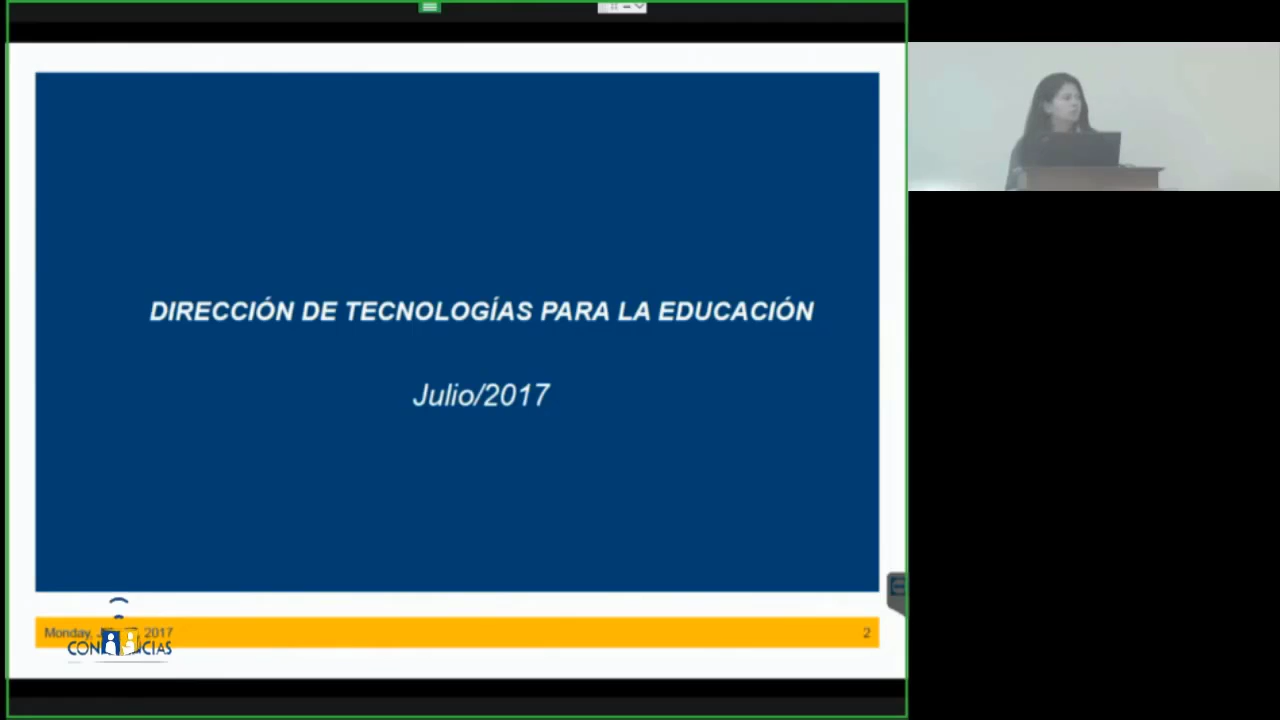 DIRECCIÓN DE TECNOLOGÍAS PARA LA EDUCACIÓN
Julio/2017
Monday, 2017
2